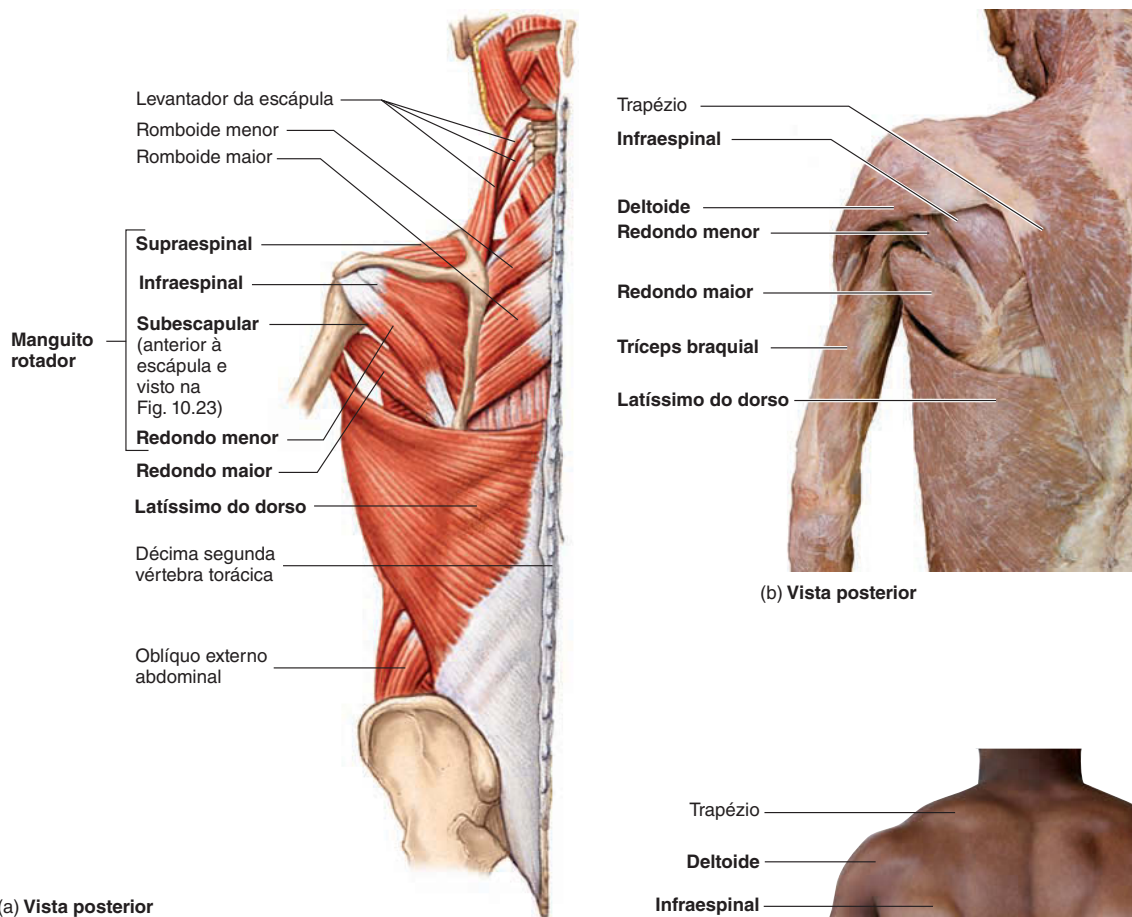 Levantador da escápula
Romboide menor
Romboide maior
Supraespinal
Infraespinal
Manguito
rotador
Subescapular
(anterior à
escápula e
visto na
Fig. 10.23)
Redondo menor
Redondo maior
Latíssimo do dorso
Décima segunda
vértebra torácica
Oblíquo externo
abdominal
(a) Vista posterior
Trapézio
Infraespinal
Deltoide
Redondo menor
Redondo maior
Tríceps braquial
Latíssimo do dorso
(b) Vista posterior
Trapézio
Deltoide
Infraespinal